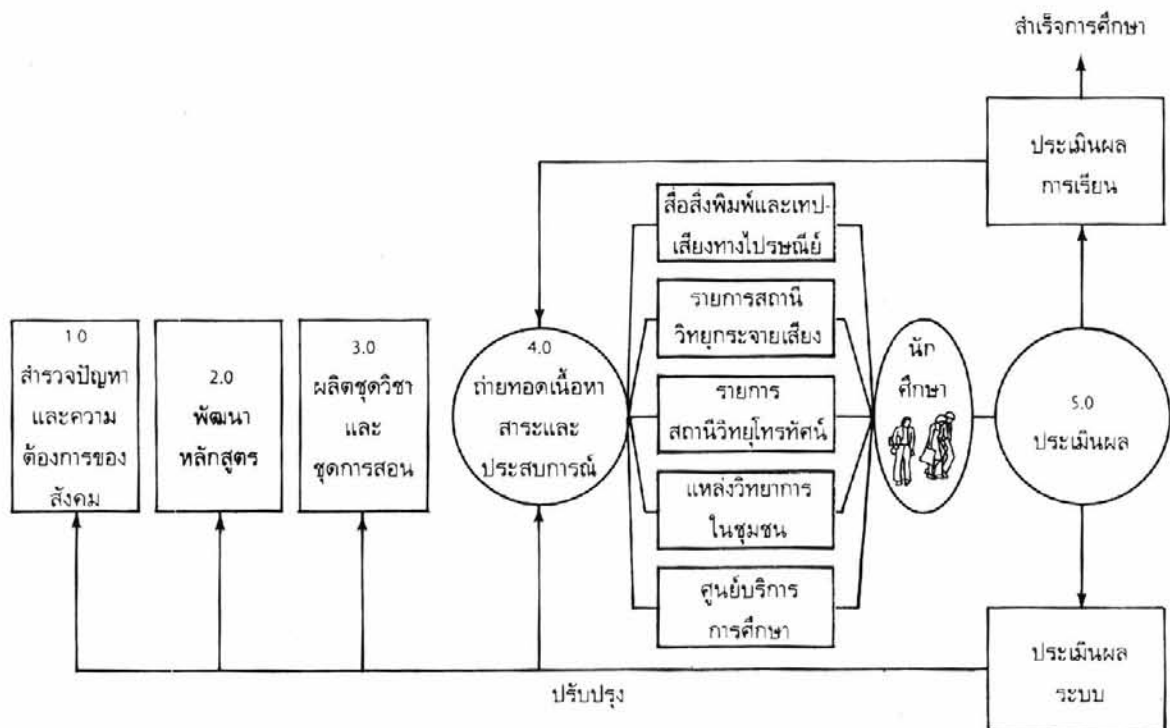 สำเร็จการศึกษา
ประเมินผล
การเรียน
สื่อสิ่งพิมพ์และเทป-
เสียงทางไปรษณีย์
รายการสถานี
วิทยุกระจายเสียง
รายการ
สถานีวิทยุโทรทัศน์
แหล่งวิทยาการ
ในชุมชน
ศูนย์บริการ
การศึกษา
1 0
สำรวจปัญหา
และความ
ต้องการของ
สังคม
2.0
พัฒนา
หลักสูตร
3.0
ผลิตชุดวิชา
และ
ชุดการสอน
4.0
ถ่ายทอดเนื้อหา
สาระและ
ประสบการณ์
นัก
ศึกษา
5.0
ประเมินผล
ประเมินผล
ระบบ
ปรับปรุง